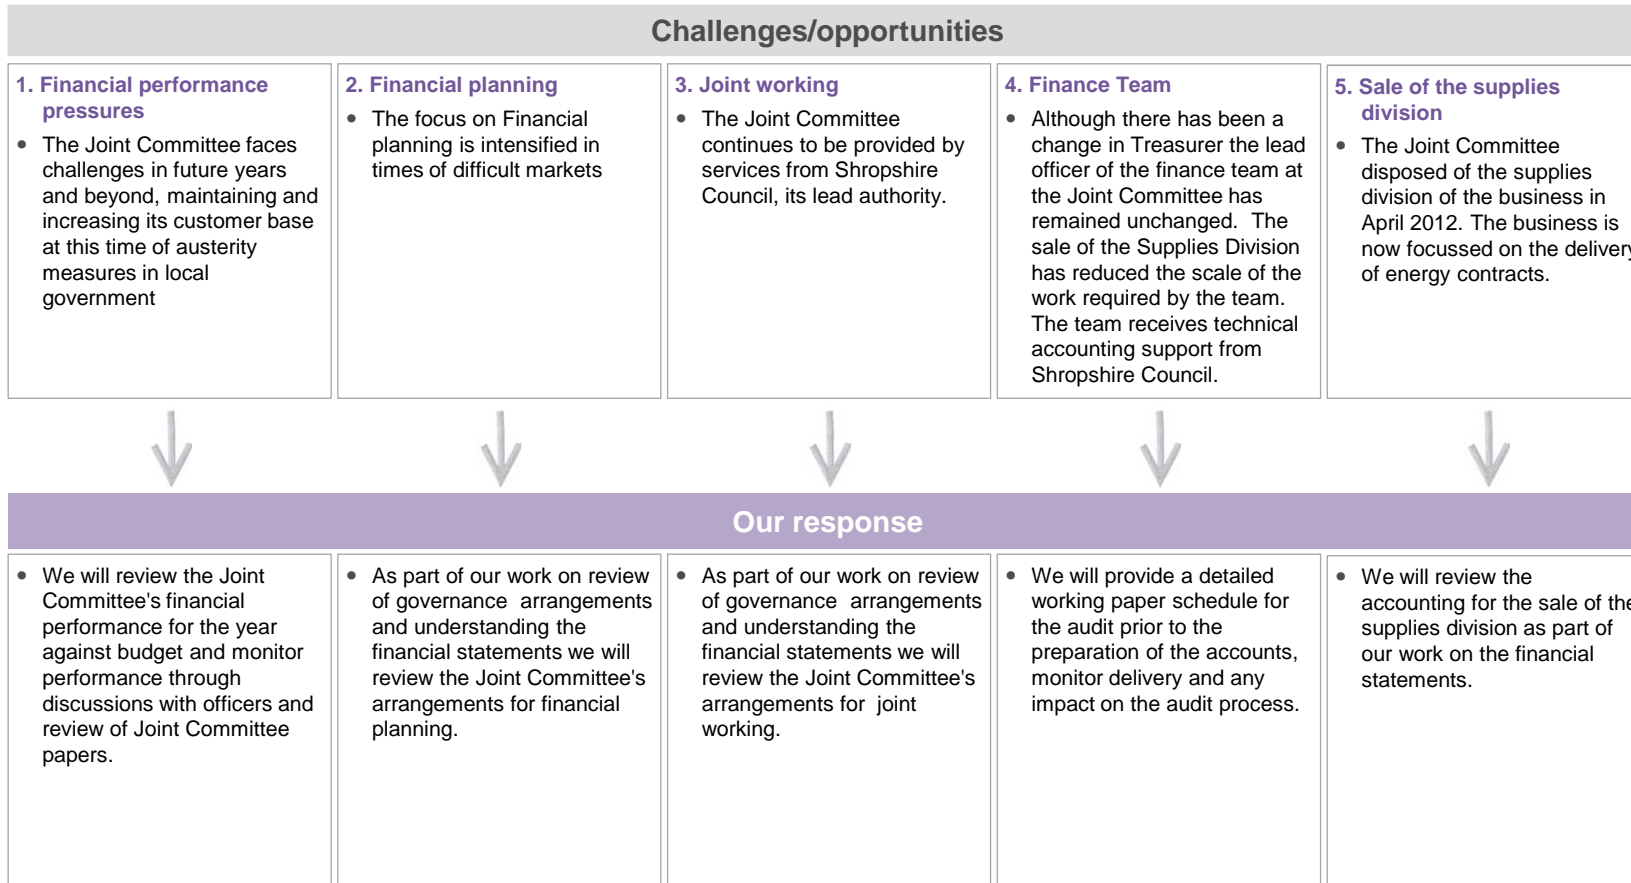 Challenges/opportunities
1. Financial performance
pressures
• The Joint Committee faces
challenges in future years
and beyond, maintaining and
increasing its customer base
at this time of austerity
measures in local
government
2. Financial planning
• The focus on Financial
planning is intensified in
times of difficult markets
3. Joint working
• The Joint Committee
continues to be provided by
services from Shropshire
Council, its lead authority.
4. Finance Team
• Although there has been a
change in Treasurer the lead
officer of the finance team at
the Joint Committee has
remained unchanged.  The
sale of the Supplies Division
has reduced the scale of the
work required by the team.
The team receives technical
accounting support from
Shropshire Council.
5. Sale of the supplies
division
• The Joint Committee
disposed of the supplies
division of the business in
April 2012. The business is
now focussed on the delivery
of energy contracts.
Our response
• We will review the Joint
Committee's financial
performance for the year
against budget and monitor
performance through
discussions with officers and
review of Joint Committee
papers.
• As part of our work on review
of governance  arrangements
and understanding the
financial statements we will
review the Joint Committee's
arrangements for financial
planning.
• As part of our work on review
of governance  arrangements
and understanding the
financial statements we will
review the Joint Committee's
arrangements for  joint
working.
• We will provide a detailed
working paper schedule for
the audit prior to the
preparation of the accounts,
monitor delivery and any
impact on the audit process.
• We will review the
accounting for the sale of the
supplies division as part of
our work on the financial
statements.